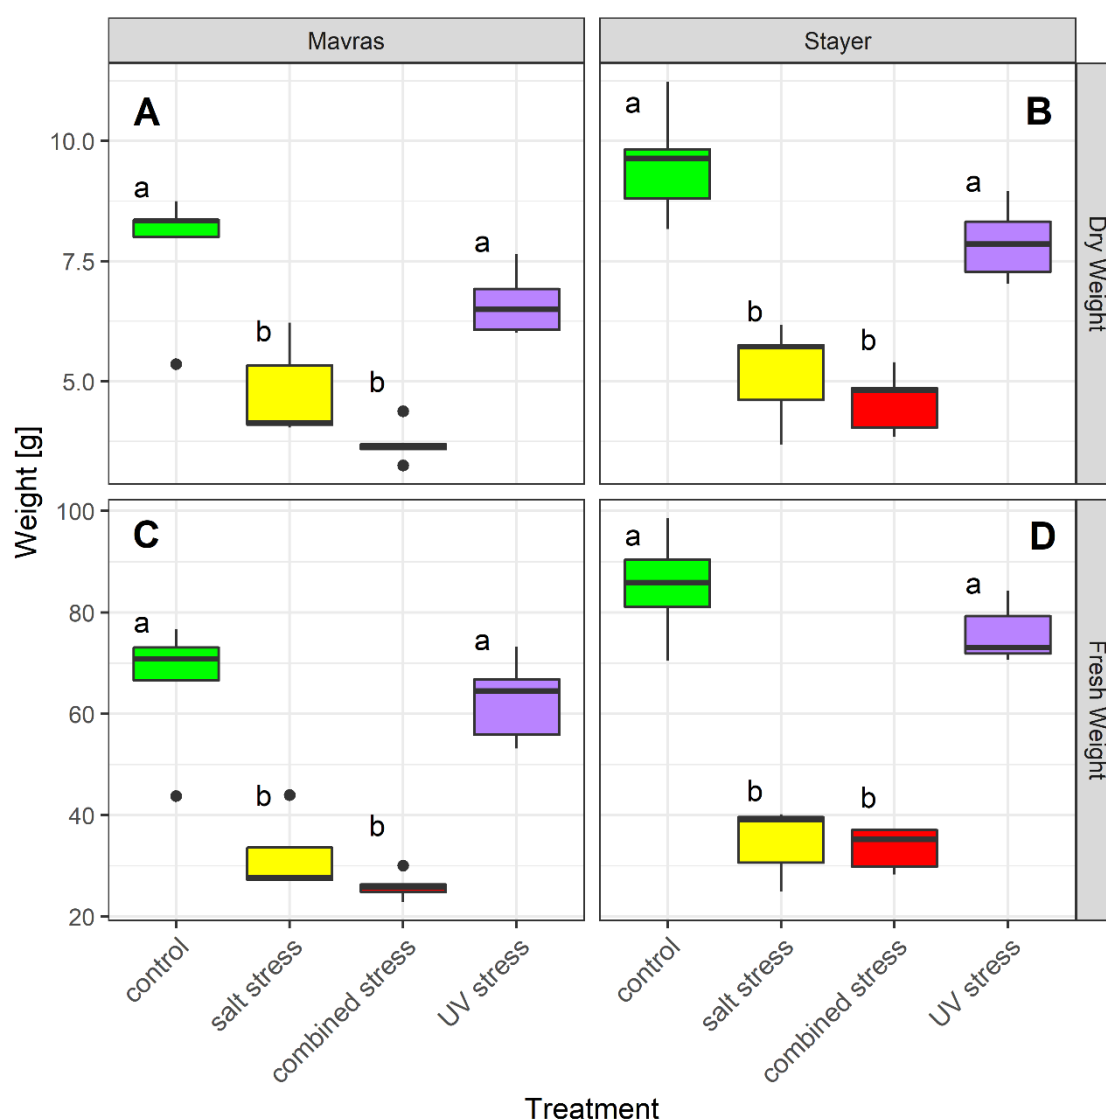 Mavras
Stayer
A
B
10.0
7.5
5.0
a
b
b
a
a
b
b
a
Dry Weight
Weight [g]
C
D
100
80
60
40
20
a
b
b
a
a
b
b
a
Fresh Weight
control
salt stress
combined stress
UV stress
control
salt stress
combined stress
UV stress
Treatment